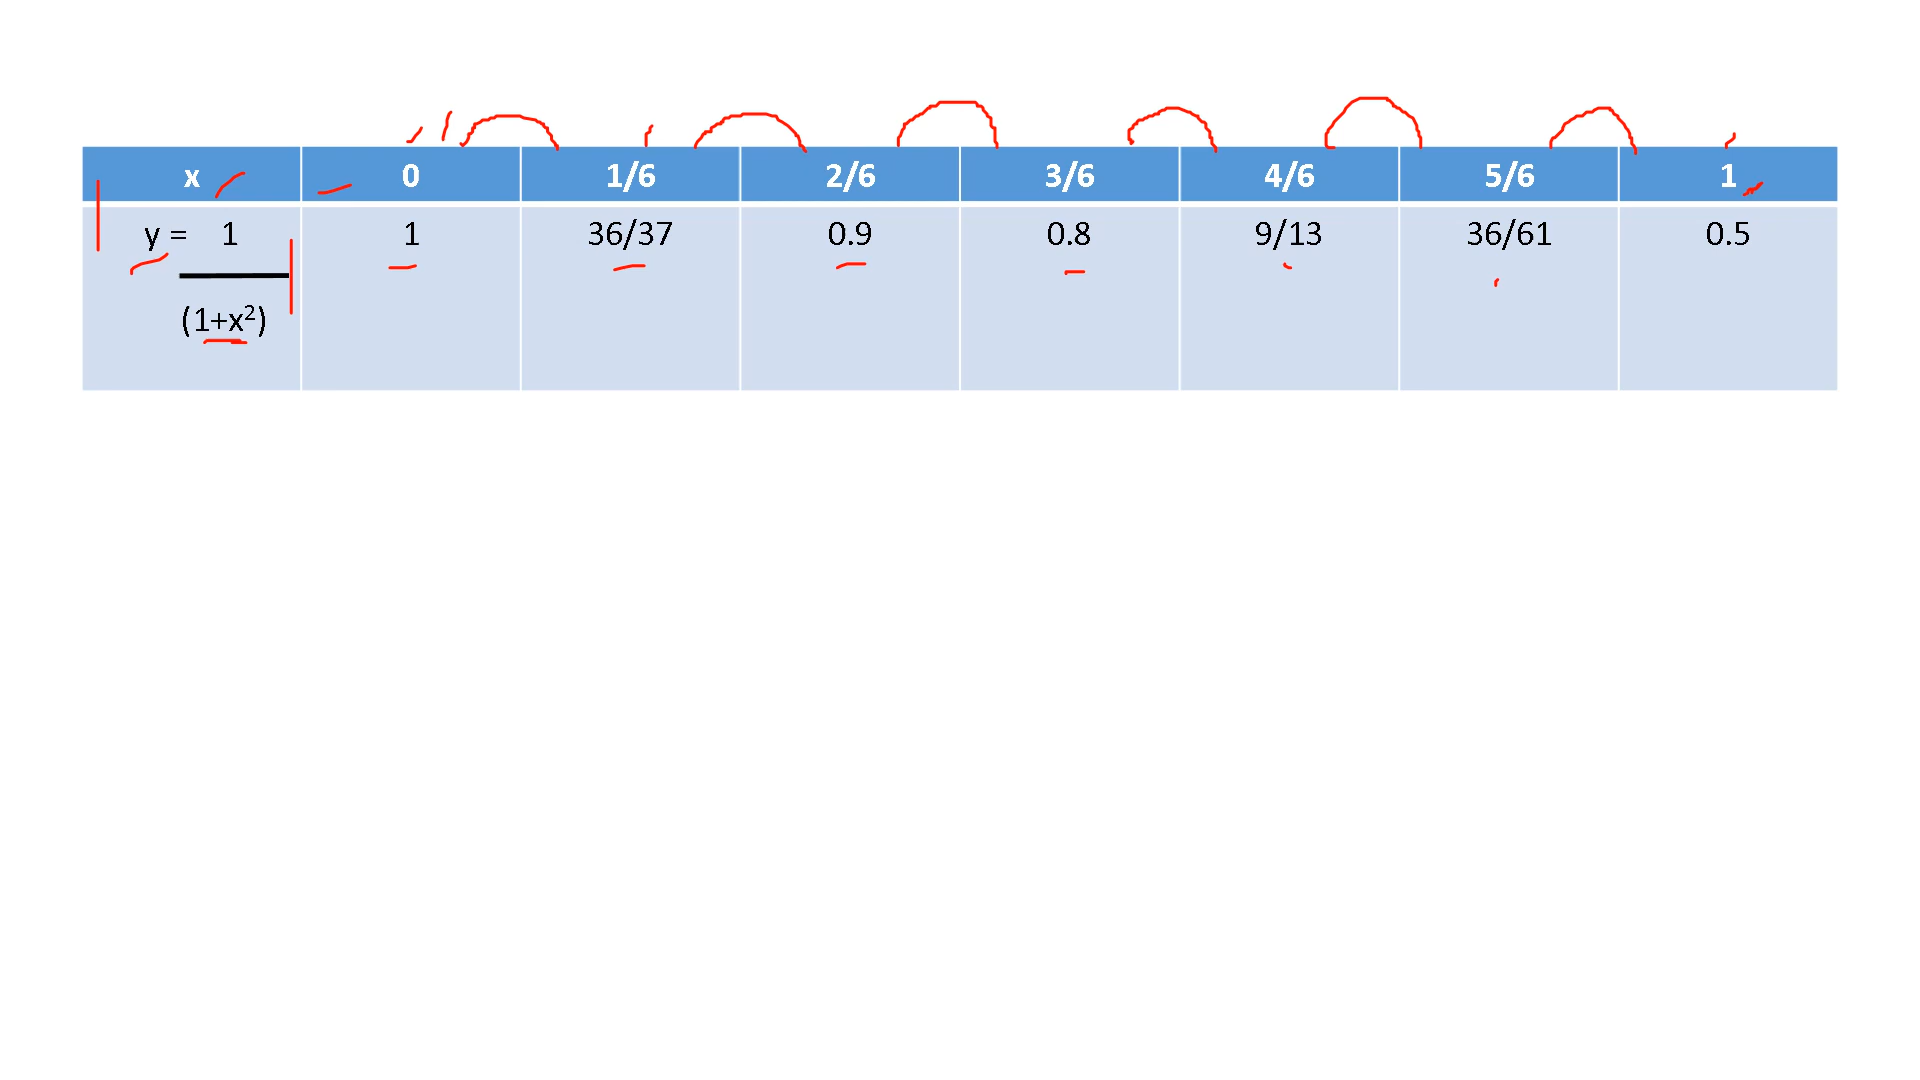 x 0 1/6 2/6 3/6 4/6 5/6 1
y = 1 1 36/37 0.9 0.8 9/13 36/61 0.5
(1+x²)